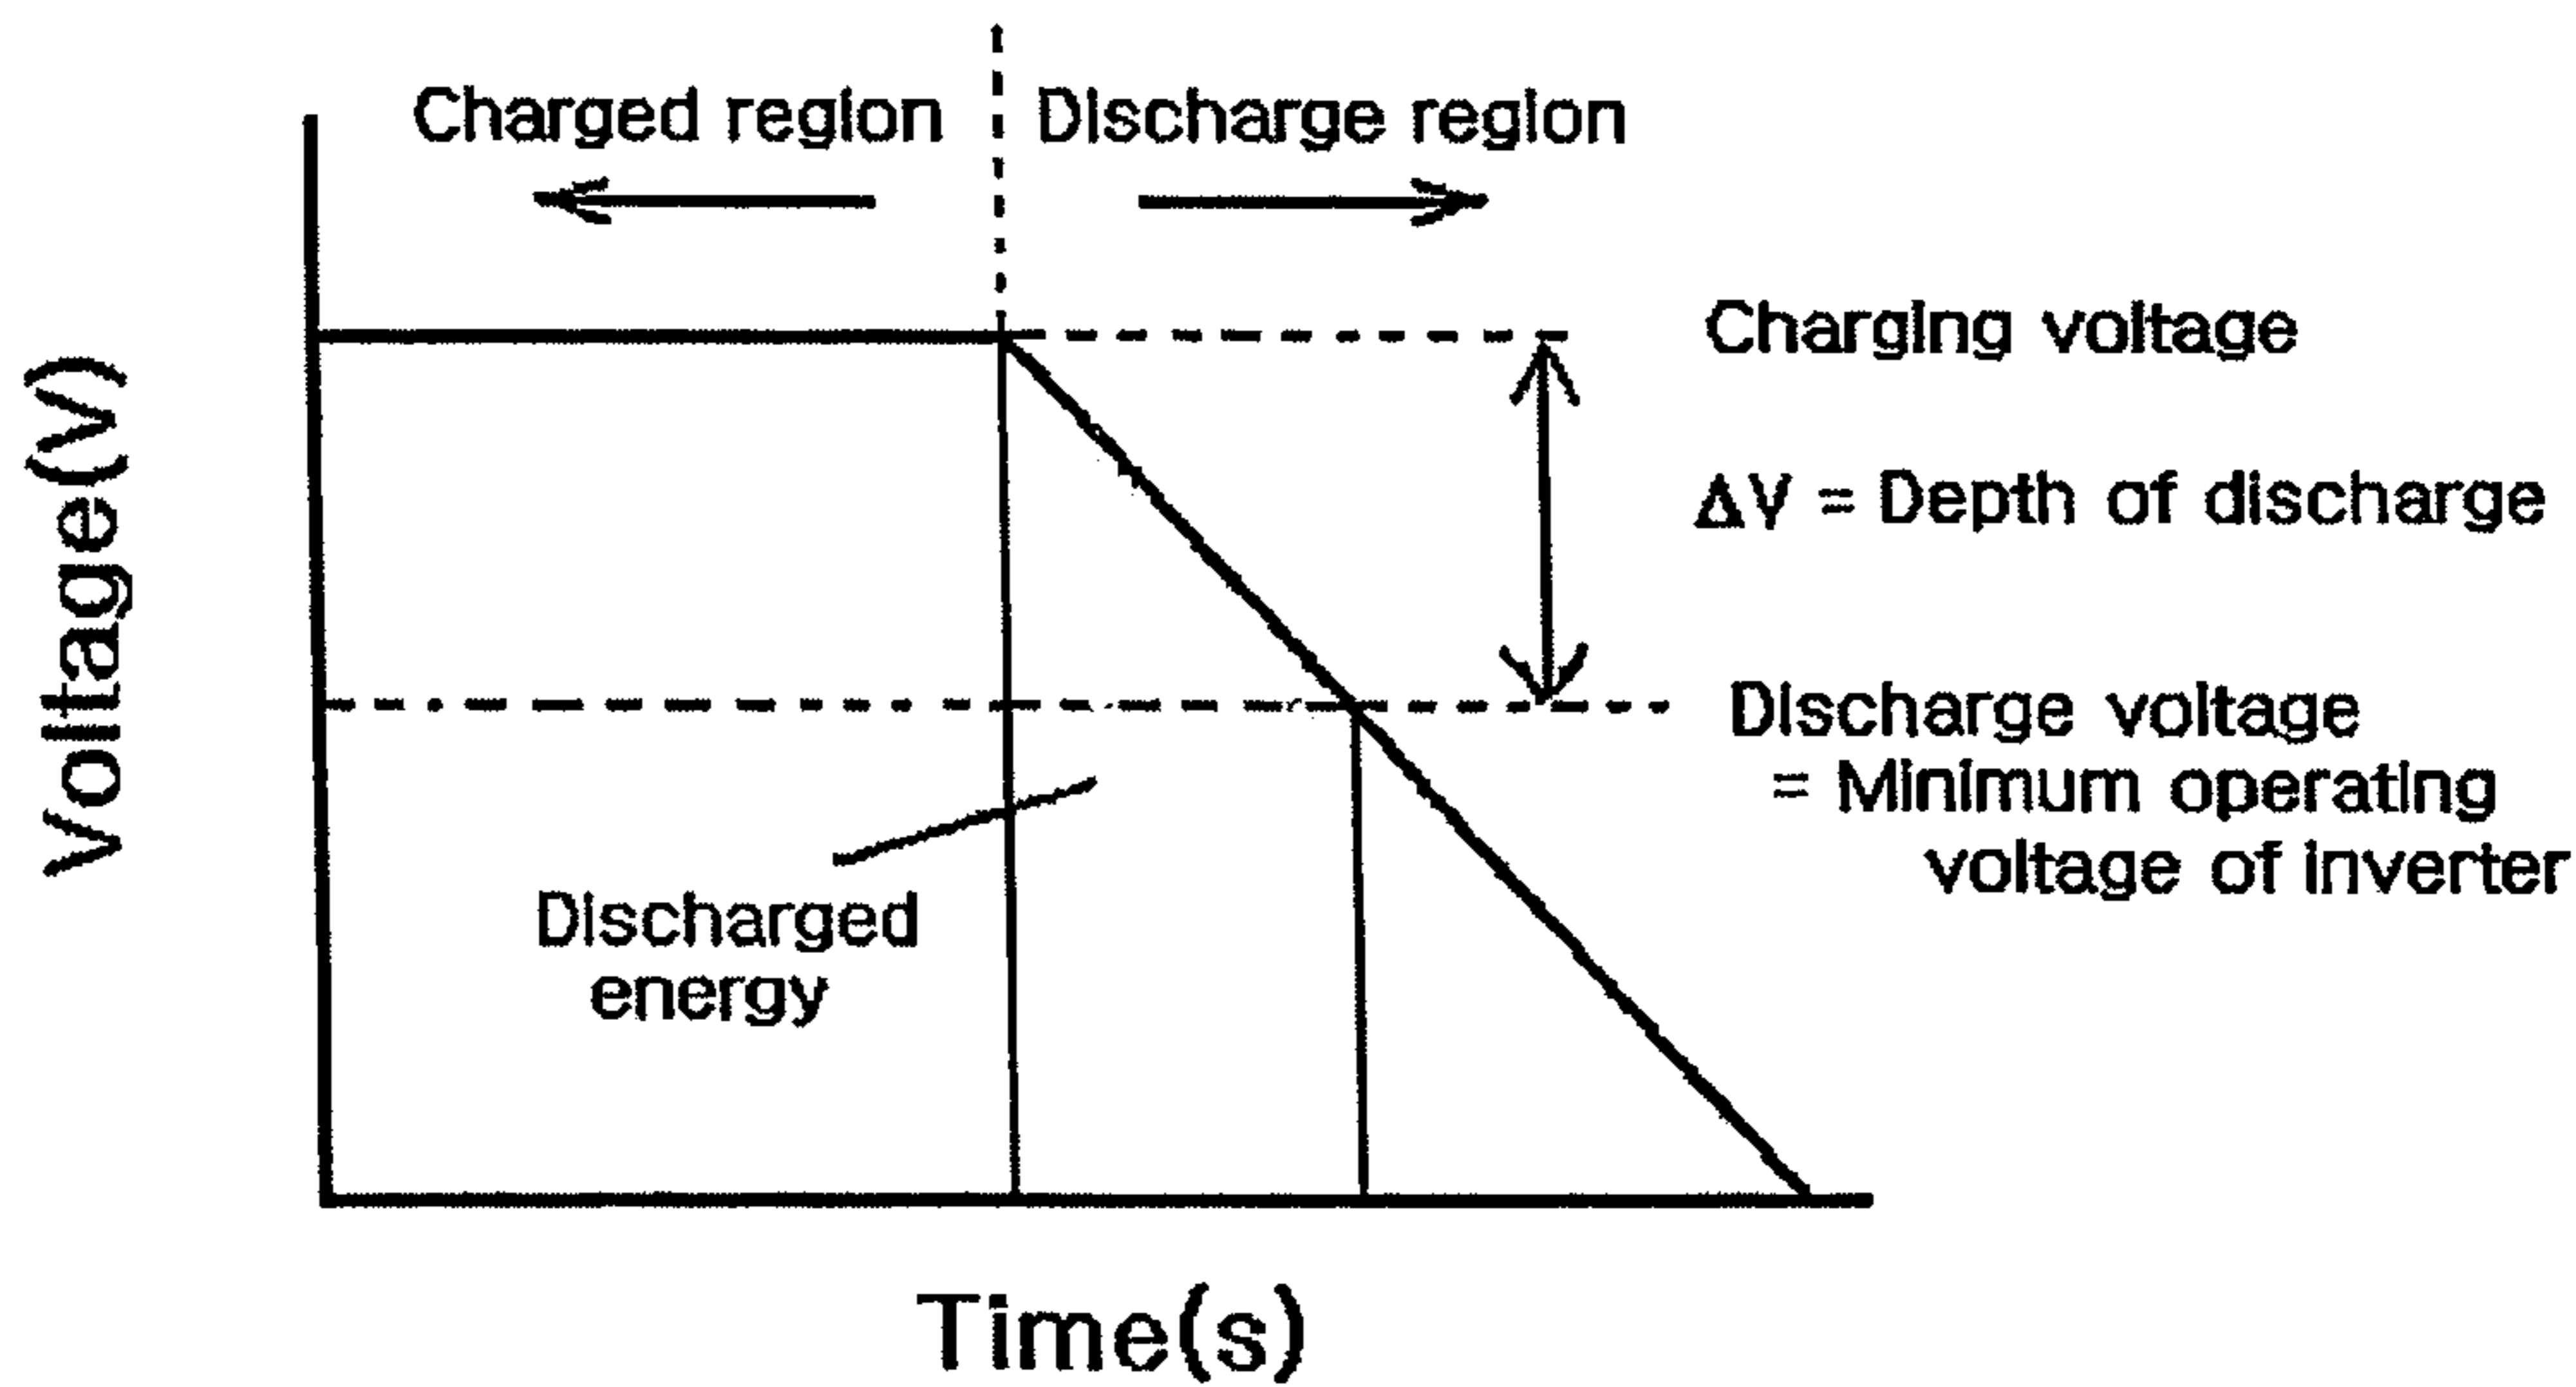 Charged region
Discharge region
Charging voltage
ΔV = Depth of discharge
Discharge voltage
= Minimum operating
voltage of inverter
Discharged
energy
Voltage(V)
Time(s)